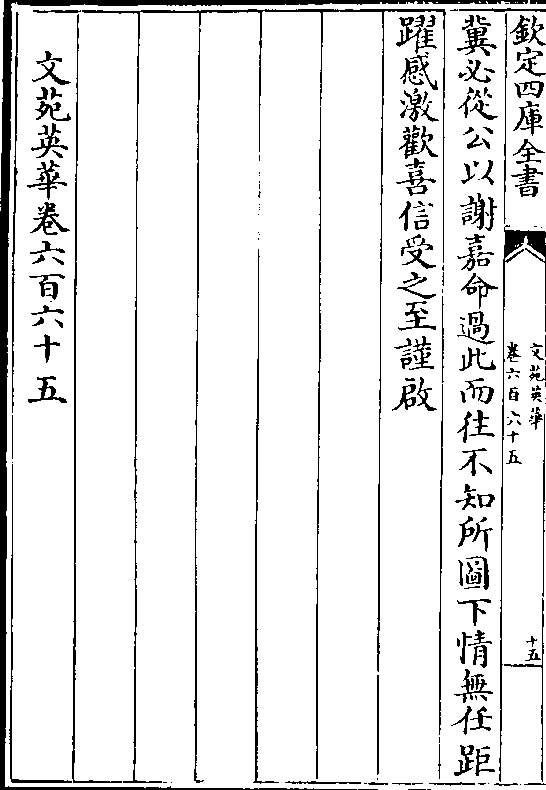 欽定四庫全書
文苑英華
卷六百六十五
十五
冀必從公以謝嘉命過此而往不知所圖下情無任距
躍感激歡喜信受之至謹啟
文苑英華卷六百六十五